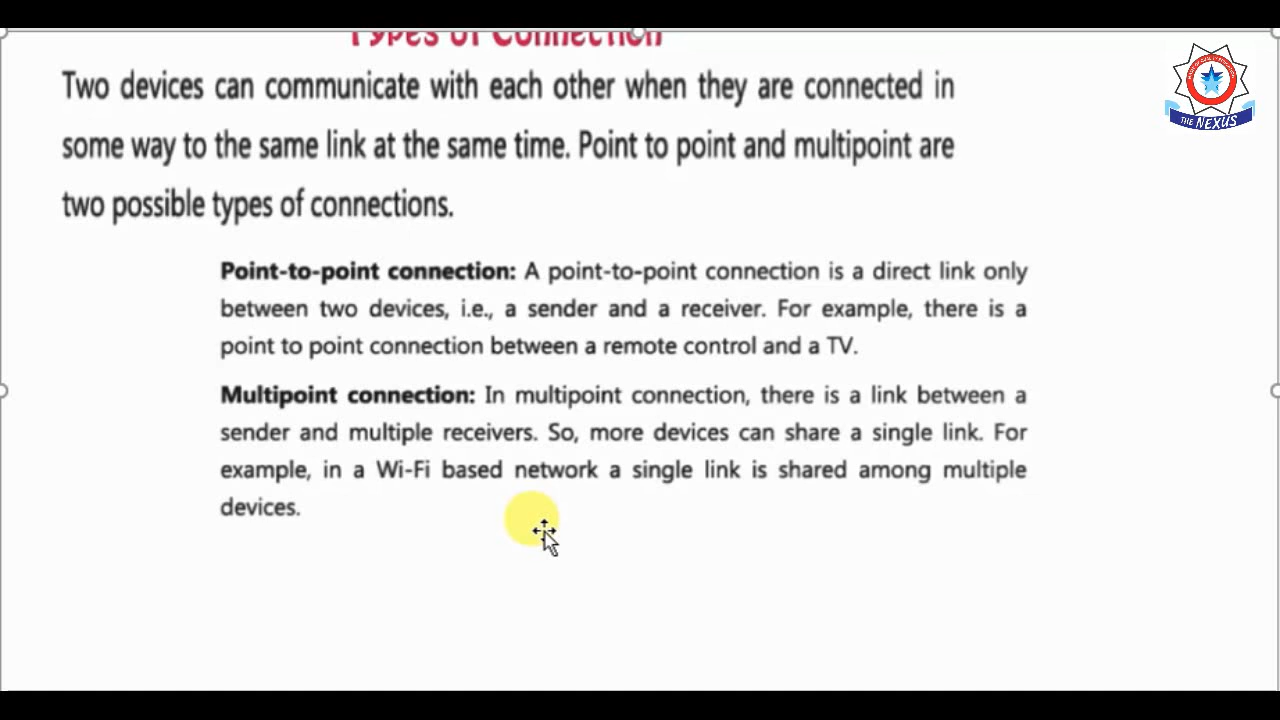 Types of Connection
Two devices can communicate with each other when they are connected in
some way to the same link at the same time. Point to point and multipoint are
two possible types of connections.
Point-to-point connection: A point-to-point connection is a direct link only
between two devices, i.e., a sender and a receiver. For example, there is a
point to point connection between a remote control and a TV.
Multipoint connection: In multipoint connection, there is a link between a
sender and multiple receivers. So, more devices can share a single link. For
example, in a Wi-Fi based network a single link is shared among multiple
devices.
THE NEXUS